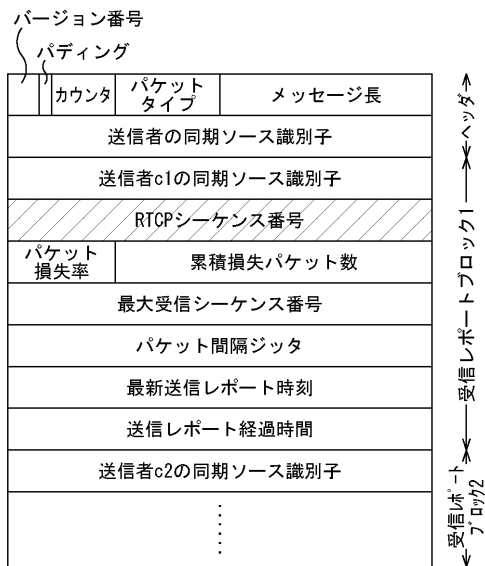 バージョン番号
パディング
カウンタ
パケット
タイプ
メッセージ長
送信者の同期ソース識別子
送信者c1の同期ソース識別子
RTCPシーケンス番号
パケット
損失率
累積損失パケット数
最大受信シーケンス番号
パケット間隔ジッタ
最新送信レポート時刻
送信レポート経過時間
送信者c2の同期ソース識別子
ヘッダ
受信レポートブロック1
受信レポート
ブロック2